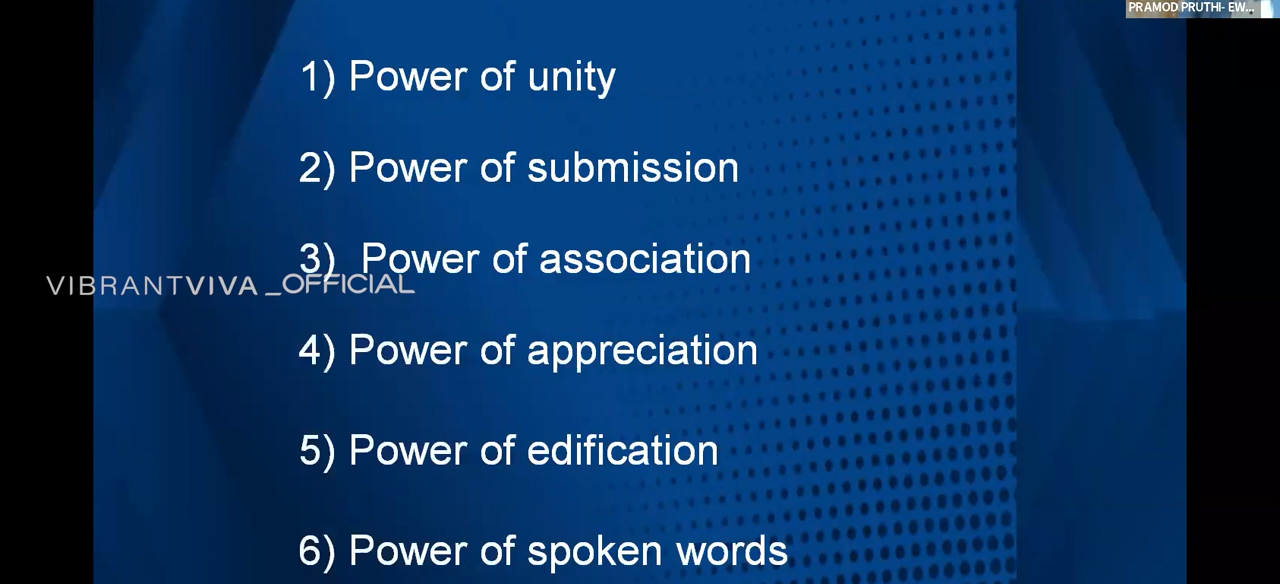 PRAMOD PRUTHI- EW...
1) Power of unity
2) Power of submission
3) Power of association
VIBRANTVIVA _OFFICIAL
4) Power of appreciation
5) Power of edification
6) Power of spoken words